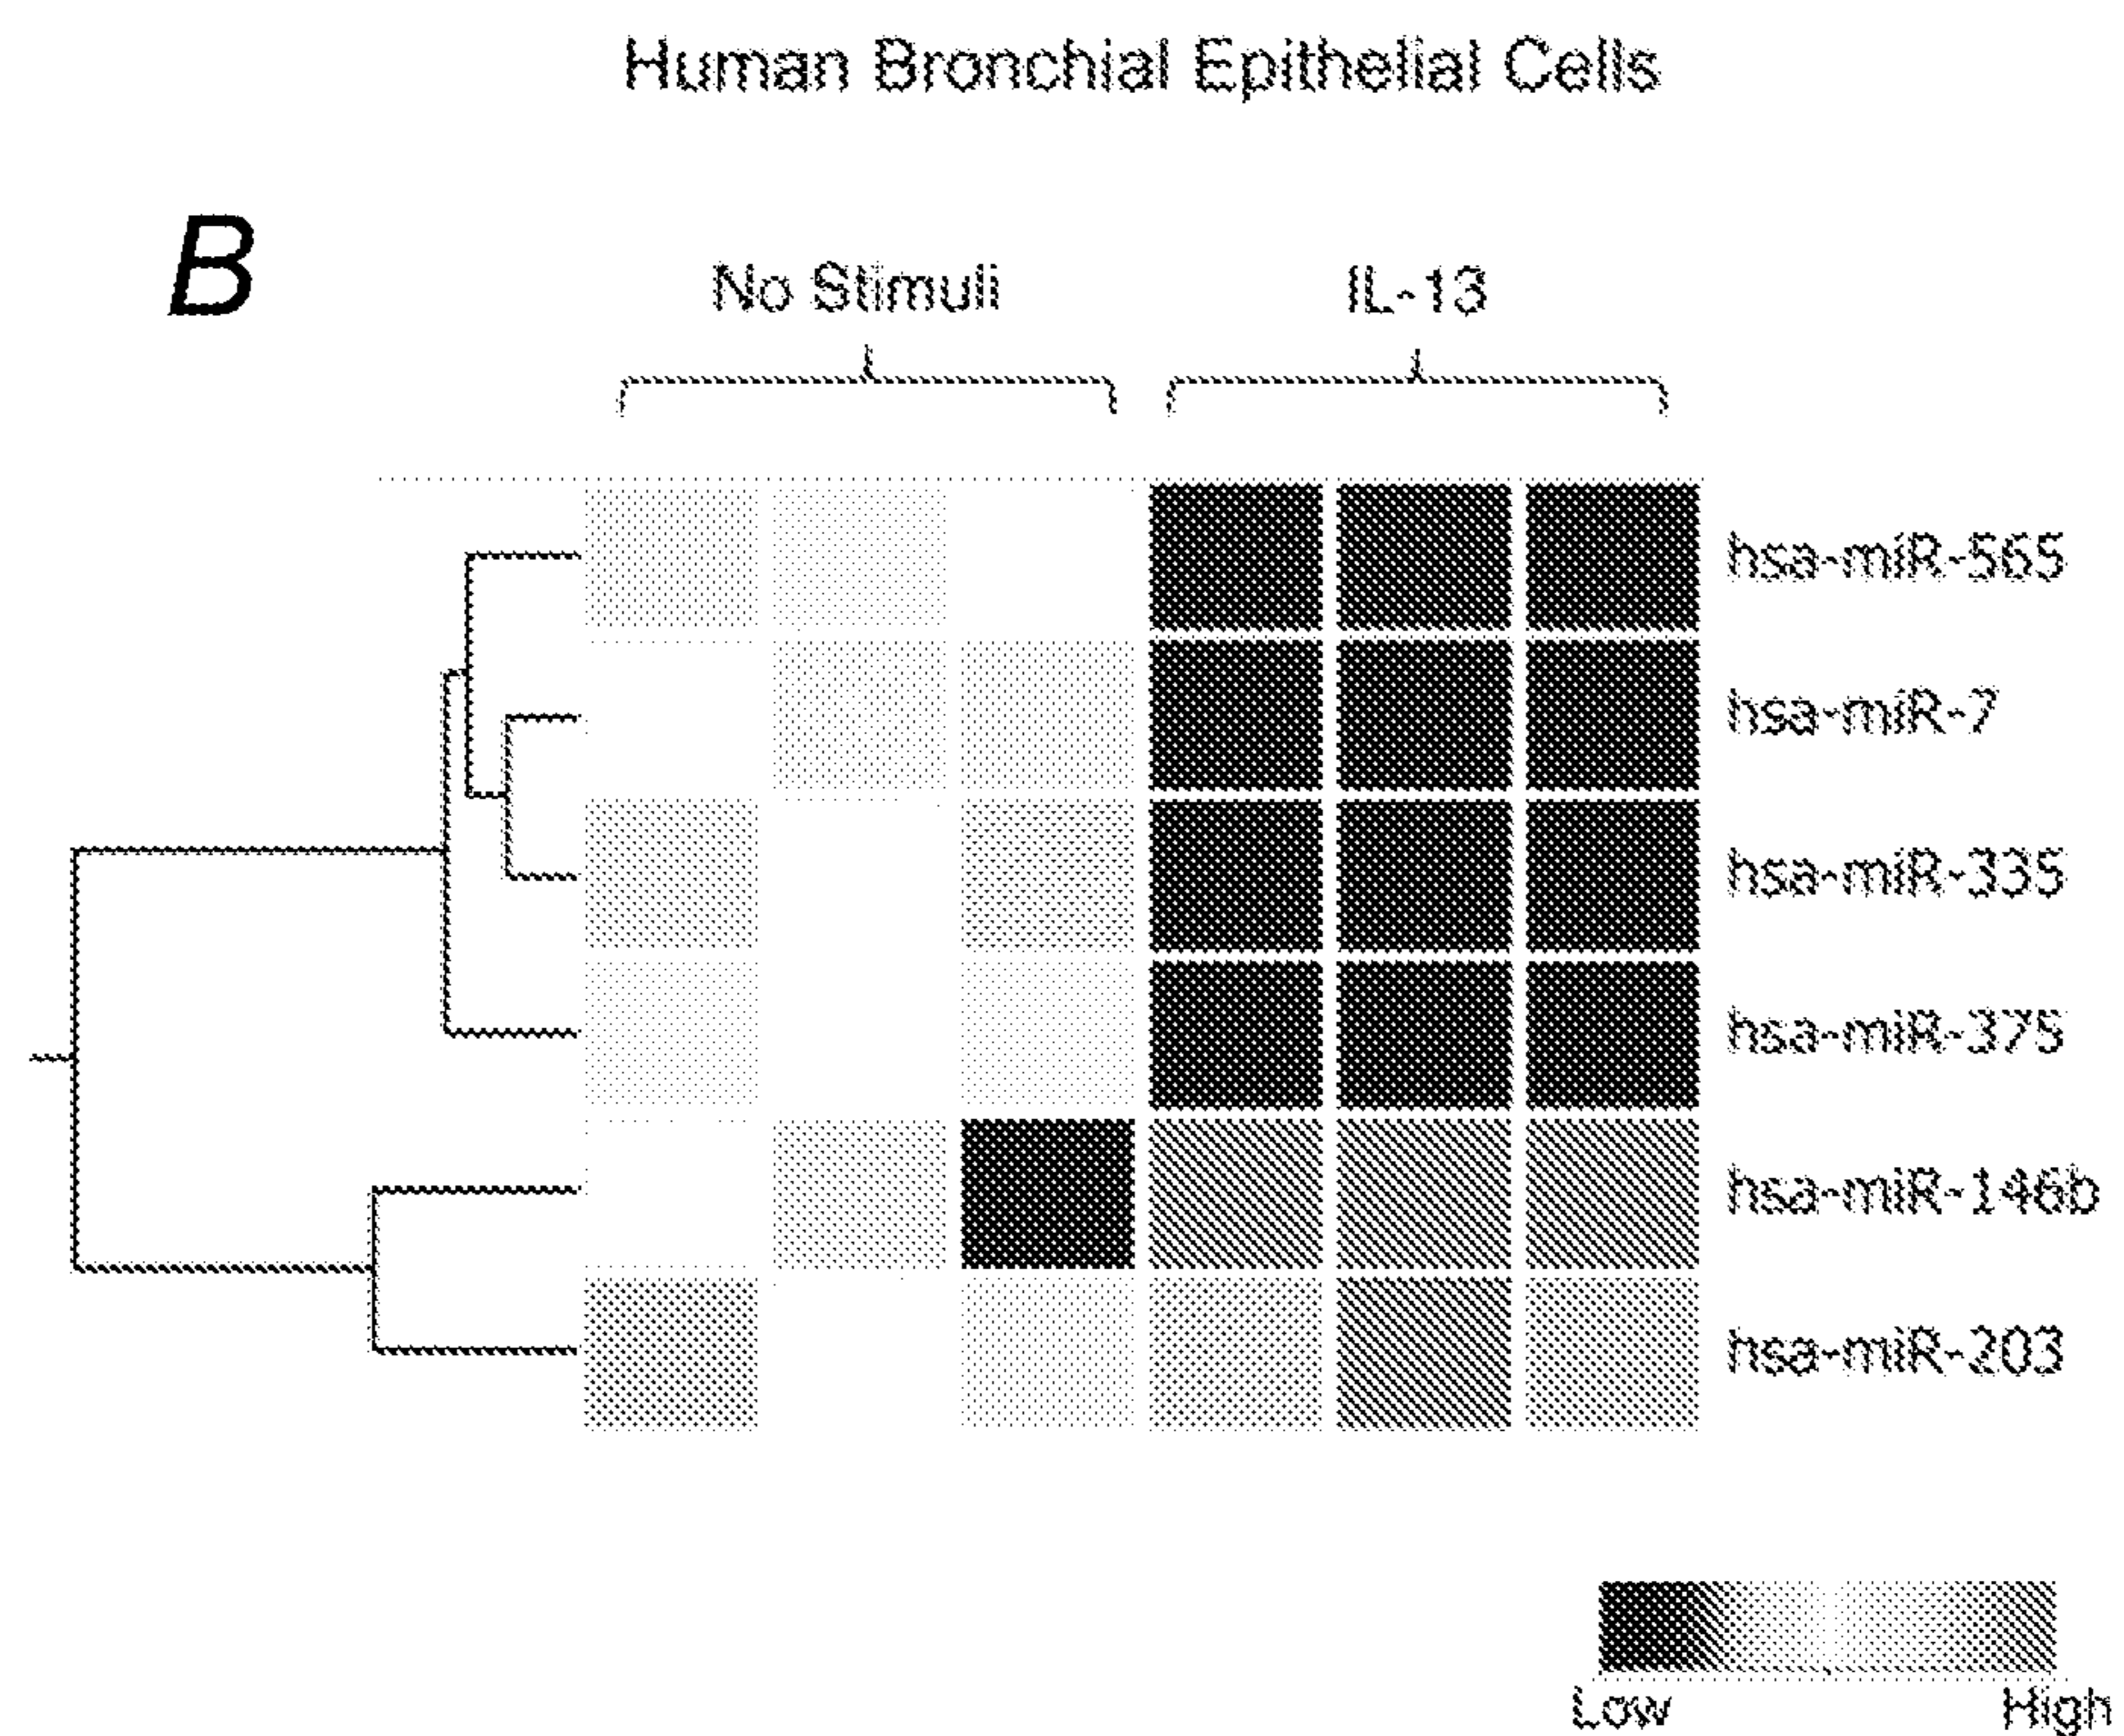 Human Bronchial Epithelial Cells
B
No Stimuli IL-13
hsa-miR-565
hsa-miR-7
hsa-miR-335
hsa-miR-375
hsa-miR-146b
hsa-miR-203
Low High